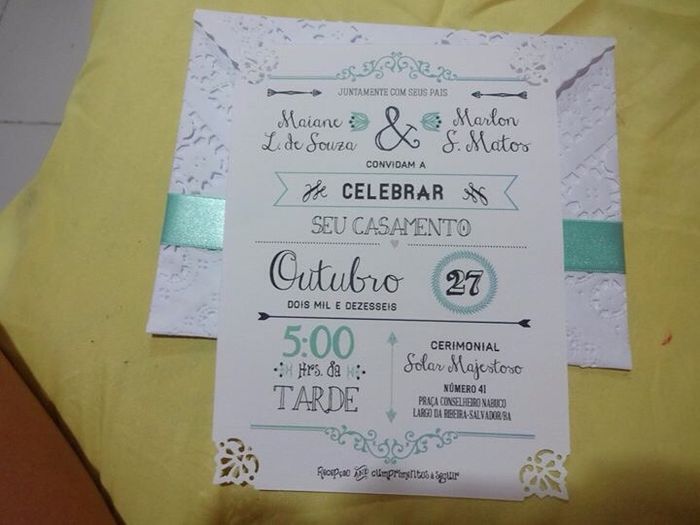 JUNTAMENTE COM SEUS PAIS
Maiane & Marlon
L. de Souza S. Matos
CONVIDAM A
CELEBRAR
SEU CASAMENTO
Outubro 27
DOIS MIL E DEZESSEIS
5:00
Hrs. da
TARDE
CERIMONIAL
Solar Majestoso
NÚMERO 41
PRAÇA CONSELHEIRO NABUCO
LARGO DA RIBEIRA-SALVADOR/BA
Recepção AND cumprimentos à seguir